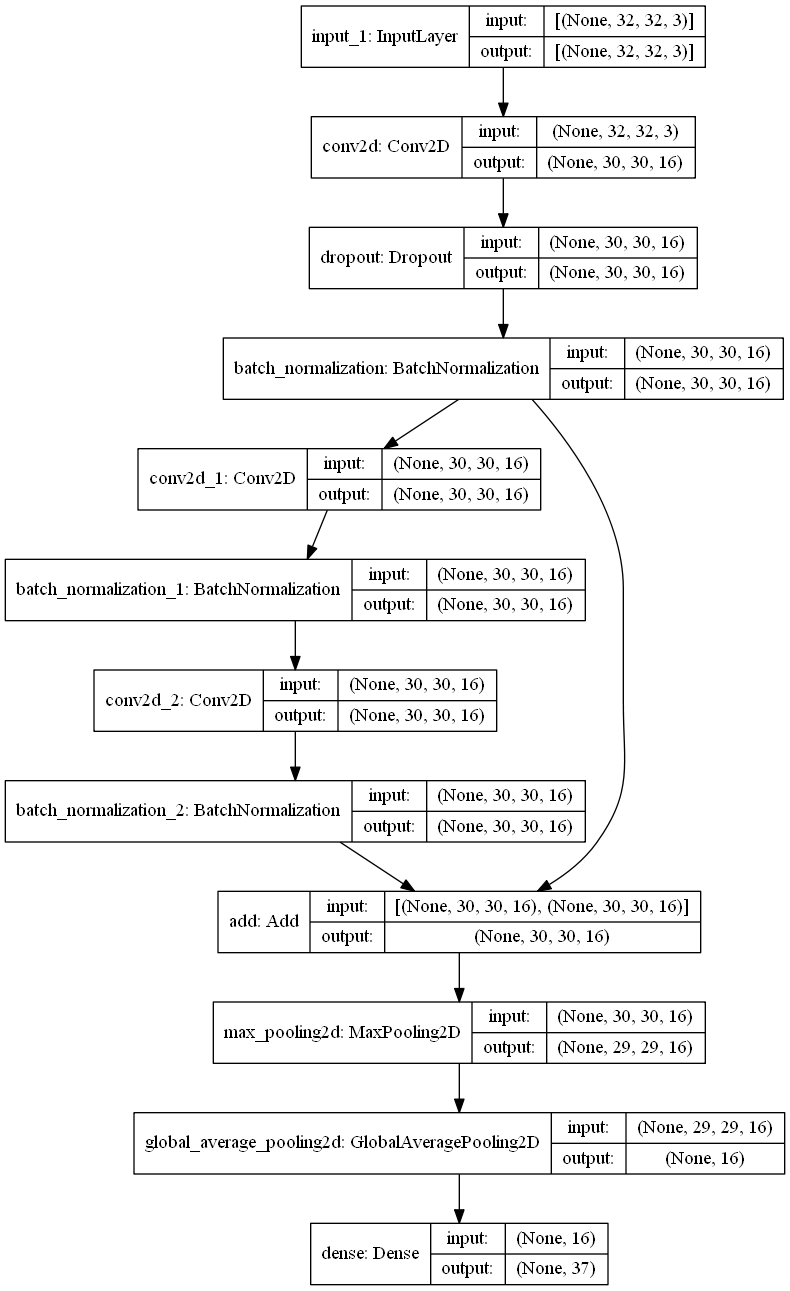 input_1: InputLayer
input: [(None, 32, 32, 3)]
output: [(None, 32, 32, 3)]
conv2d: Conv2D
input: (None, 32, 32, 3)
output: (None, 30, 30, 16)
dropout: Dropout
input: (None, 30, 30, 16)
output: (None, 30, 30, 16)
batch_normalization: BatchNormalization
input: (None, 30, 30, 16)
output: (None, 30, 30, 16)
conv2d_1: Conv2D
input: (None, 30, 30, 16)
output: (None, 30, 30, 16)
batch_normalization_1: BatchNormalization
input: (None, 30, 30, 16)
output: (None, 30, 30, 16)
conv2d_2: Conv2D
input: (None, 30, 30, 16)
output: (None, 30, 30, 16)
batch_normalization_2: BatchNormalization
input: (None, 30, 30, 16)
output: (None, 30, 30, 16)
add: Add
input: [(None, 30, 30, 16), (None, 30, 30, 16)]
output: (None, 30, 30, 16)
max_pooling2d: MaxPooling2D
input: (None, 30, 30, 16)
output: (None, 29, 29, 16)
global_average_pooling2d: GlobalAveragePooling2D
input: (None, 29, 29, 16)
output: (None, 16)
dense: Dense
input: (None, 16)
output: (None, 37)